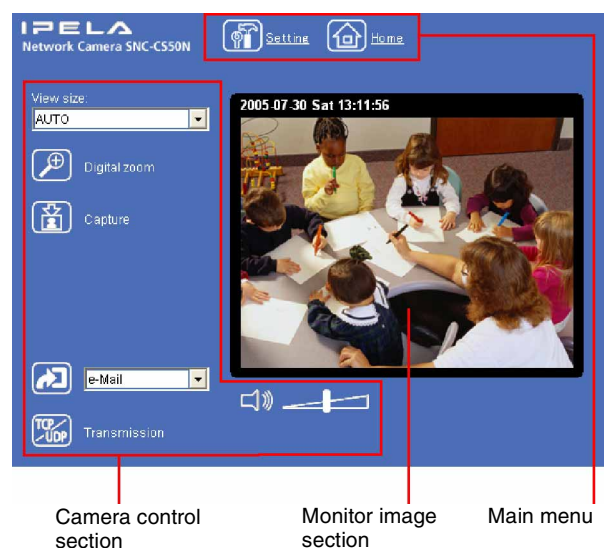 IPELA
Network Camera SNC-CS50N
Setting
Home
View size:
AUTO
2005-07-30 Sat 13:11:56
Digital zoom
Capture
e-Mail
TCP/UDP
Transmission
Camera control
section
Monitor image
section
Main menu